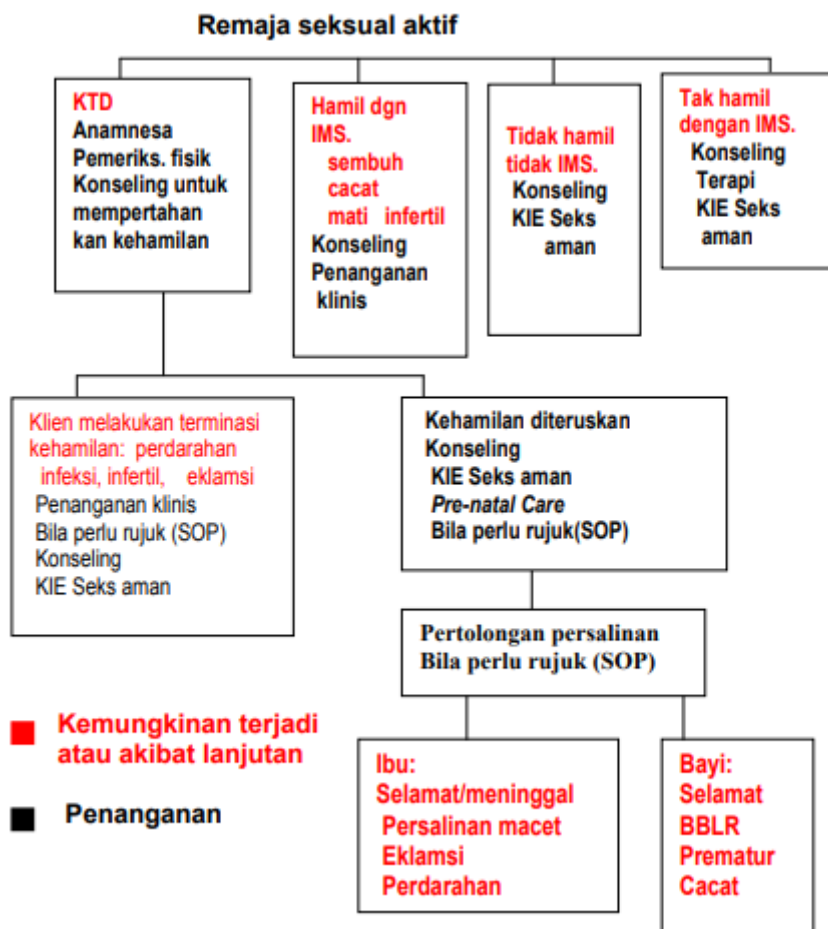 Remaja seksual aktif
KTD
Anamnesa
Pemeriks. fisik
Konseling untuk
mempertahan
kan kehamilan
Hamil dgn
IMS.
sembuh
cacat
mati infertil
Konseling
Penanganan
klinis
Tidak hamil
tidak IMS.
Konseling
KIE Seks
aman
Tak hamil
dengan IMS.
Konseling
Terapi
KIE Seks
aman
Klien melakukan terminasi
kehamilan: perdarahan
infeksi, infertil, eklamsi
Penanganan klinis
Bila perlu rujuk (SOP)
Konseling
KIE Seks aman
Kehamilan diteruskan
Konseling
KIE Seks aman
Pre-natal Care
Bila perlu rujuk(SOP)
Pertolongan persalinan
Bila perlu rujuk (SOP)
Kemungkinan terjadi
atau akibat lanjutan
Penanganan
Ibu:
Selamat/meninggal
Persalinan macet
Eklamsi
Perdarahan
Bayi:
Selamat
BBLR
Prematur
Cacat